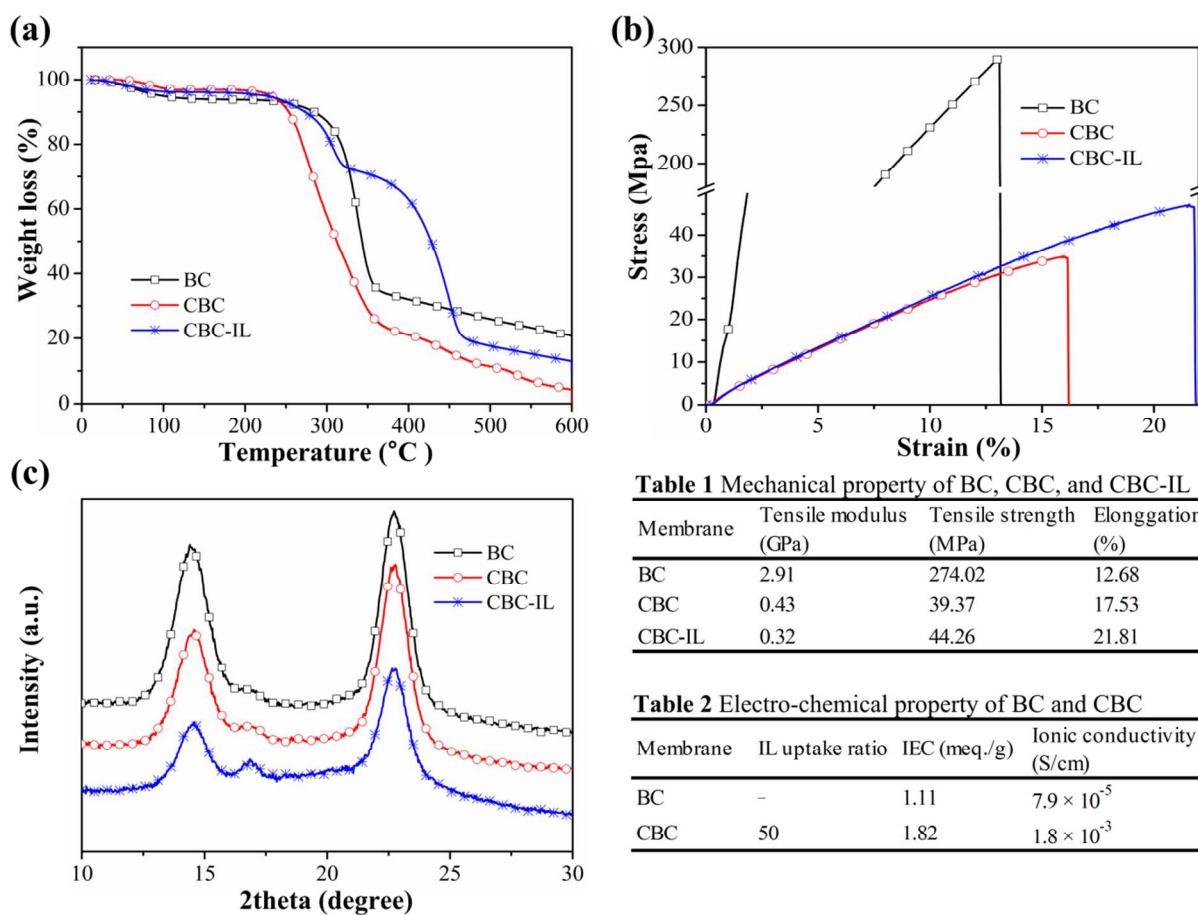 (a)
100
80
60
40
20
0
Weight loss (%)
BC
CBC
CBC-IL
0 100 200 300 400 500 600
Temperature (°C )
(b)
300
250
200
40
30
20
10
0
Stress (Mpa)
BC
CBC
CBC-IL
0 5 10 15 20
Strain (%)
(c)
Intensity (a.u.)
BC
CBC
CBC-IL
10 15 20 25 30
2theta (degree)
Table 1 Mechanical property of BC, CBC, and CBC-IL
Membrane Tensile modulus (GPa) Tensile strength (MPa) Elonggation (%)
BC 2.91 274.02 12.68
CBC 0.43 39.37 17.53
CBC-IL 0.32 44.26 21.81
Table 2 Electro-chemical property of BC and CBC
Membrane IL uptake ratio IEC (meq./g) Ionic conductivity (S/cm)
BC – 1.11 7.9 × 10⁻⁵
CBC 50 1.82 1.8 × 10⁻³